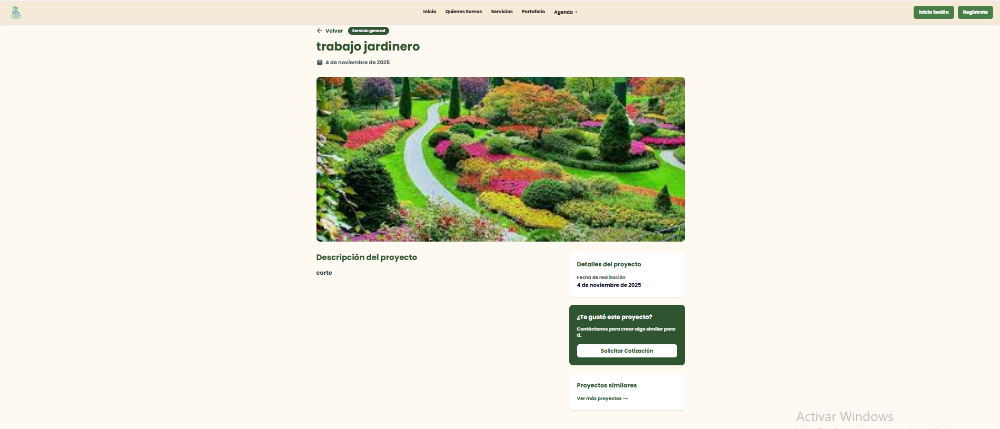 Inicio Quienes Somos Servicios Portafolio Agenda
Inicia Sesión Regístrate
Volver Servicio general
trabajo jardinero
4 de noviembre de 2025
Descripción del proyecto
corte
Detalles del proyecto
Fecha de realización
4 de noviembre de 2025
¿Te gustó este proyecto?
Contáctanos para crear algo similar para
ti.
Solicitar Cotización
Proyectos similares
Ver más proyectos →
Activar Windows